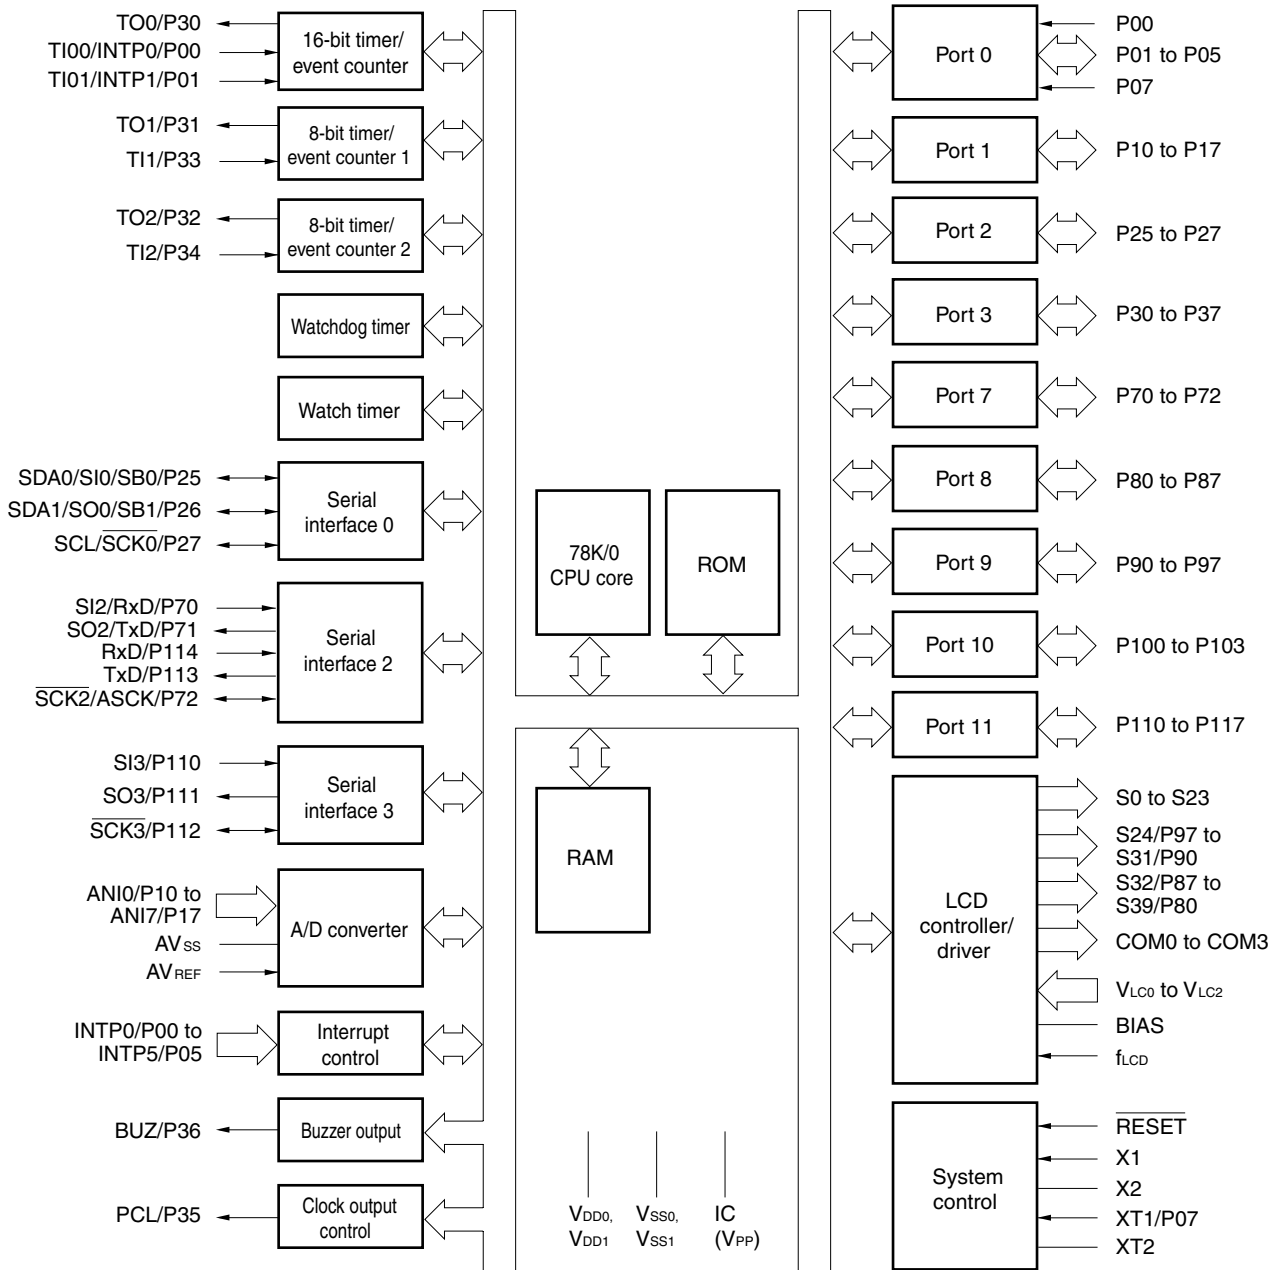 TO0/P30
TI00/INTP0/P00
TI01/INTP1/P01
16-bit timer/
event counter
TO1/P31
TI1/P33
8-bit timer/
event counter 1
TO2/P32
TI2/P34
8-bit timer/
event counter 2
Watchdog timer
Watch timer
SDA0/SI0/SB0/P25
SDA1/SO0/SB1/P26
SCL/SCK0/P27
Serial
interface 0
SI2/RxD/P70
SO2/TxD/P71
RxD/P114
TxD/P113
SCK2/ASCK/P72
Serial
interface 2
SI3/P110
SO3/P111
SCK3/P112
Serial
interface 3
ANI0/P10 to
ANI7/P17
AVSS
AVREF
A/D converter
INTP0/P00 to
INTP5/P05
Interrupt
control
BUZ/P36
Buzzer output
PCL/P35
Clock output
control
78K/0
CPU core
ROM
RAM
VDD0,
VDD1
VSS0,
VSS1
IC
(VPP)
Port 0
P00
P01 to P05
P07
Port 1
P10 to P17
Port 2
P25 to P27
Port 3
P30 to P37
Port 7
P70 to P72
Port 8
P80 to P87
Port 9
P90 to P97
Port 10
P100 to P103
Port 11
P110 to P117
LCD
controller/
driver
S0 to S23
S24/P97 to
S31/P90
S32/P87 to
S39/P80
COM0 to COM3
VLC0 to VLC2
BIAS
fLCD
System
control
RESET
X1
X2
XT1/P07
XT2